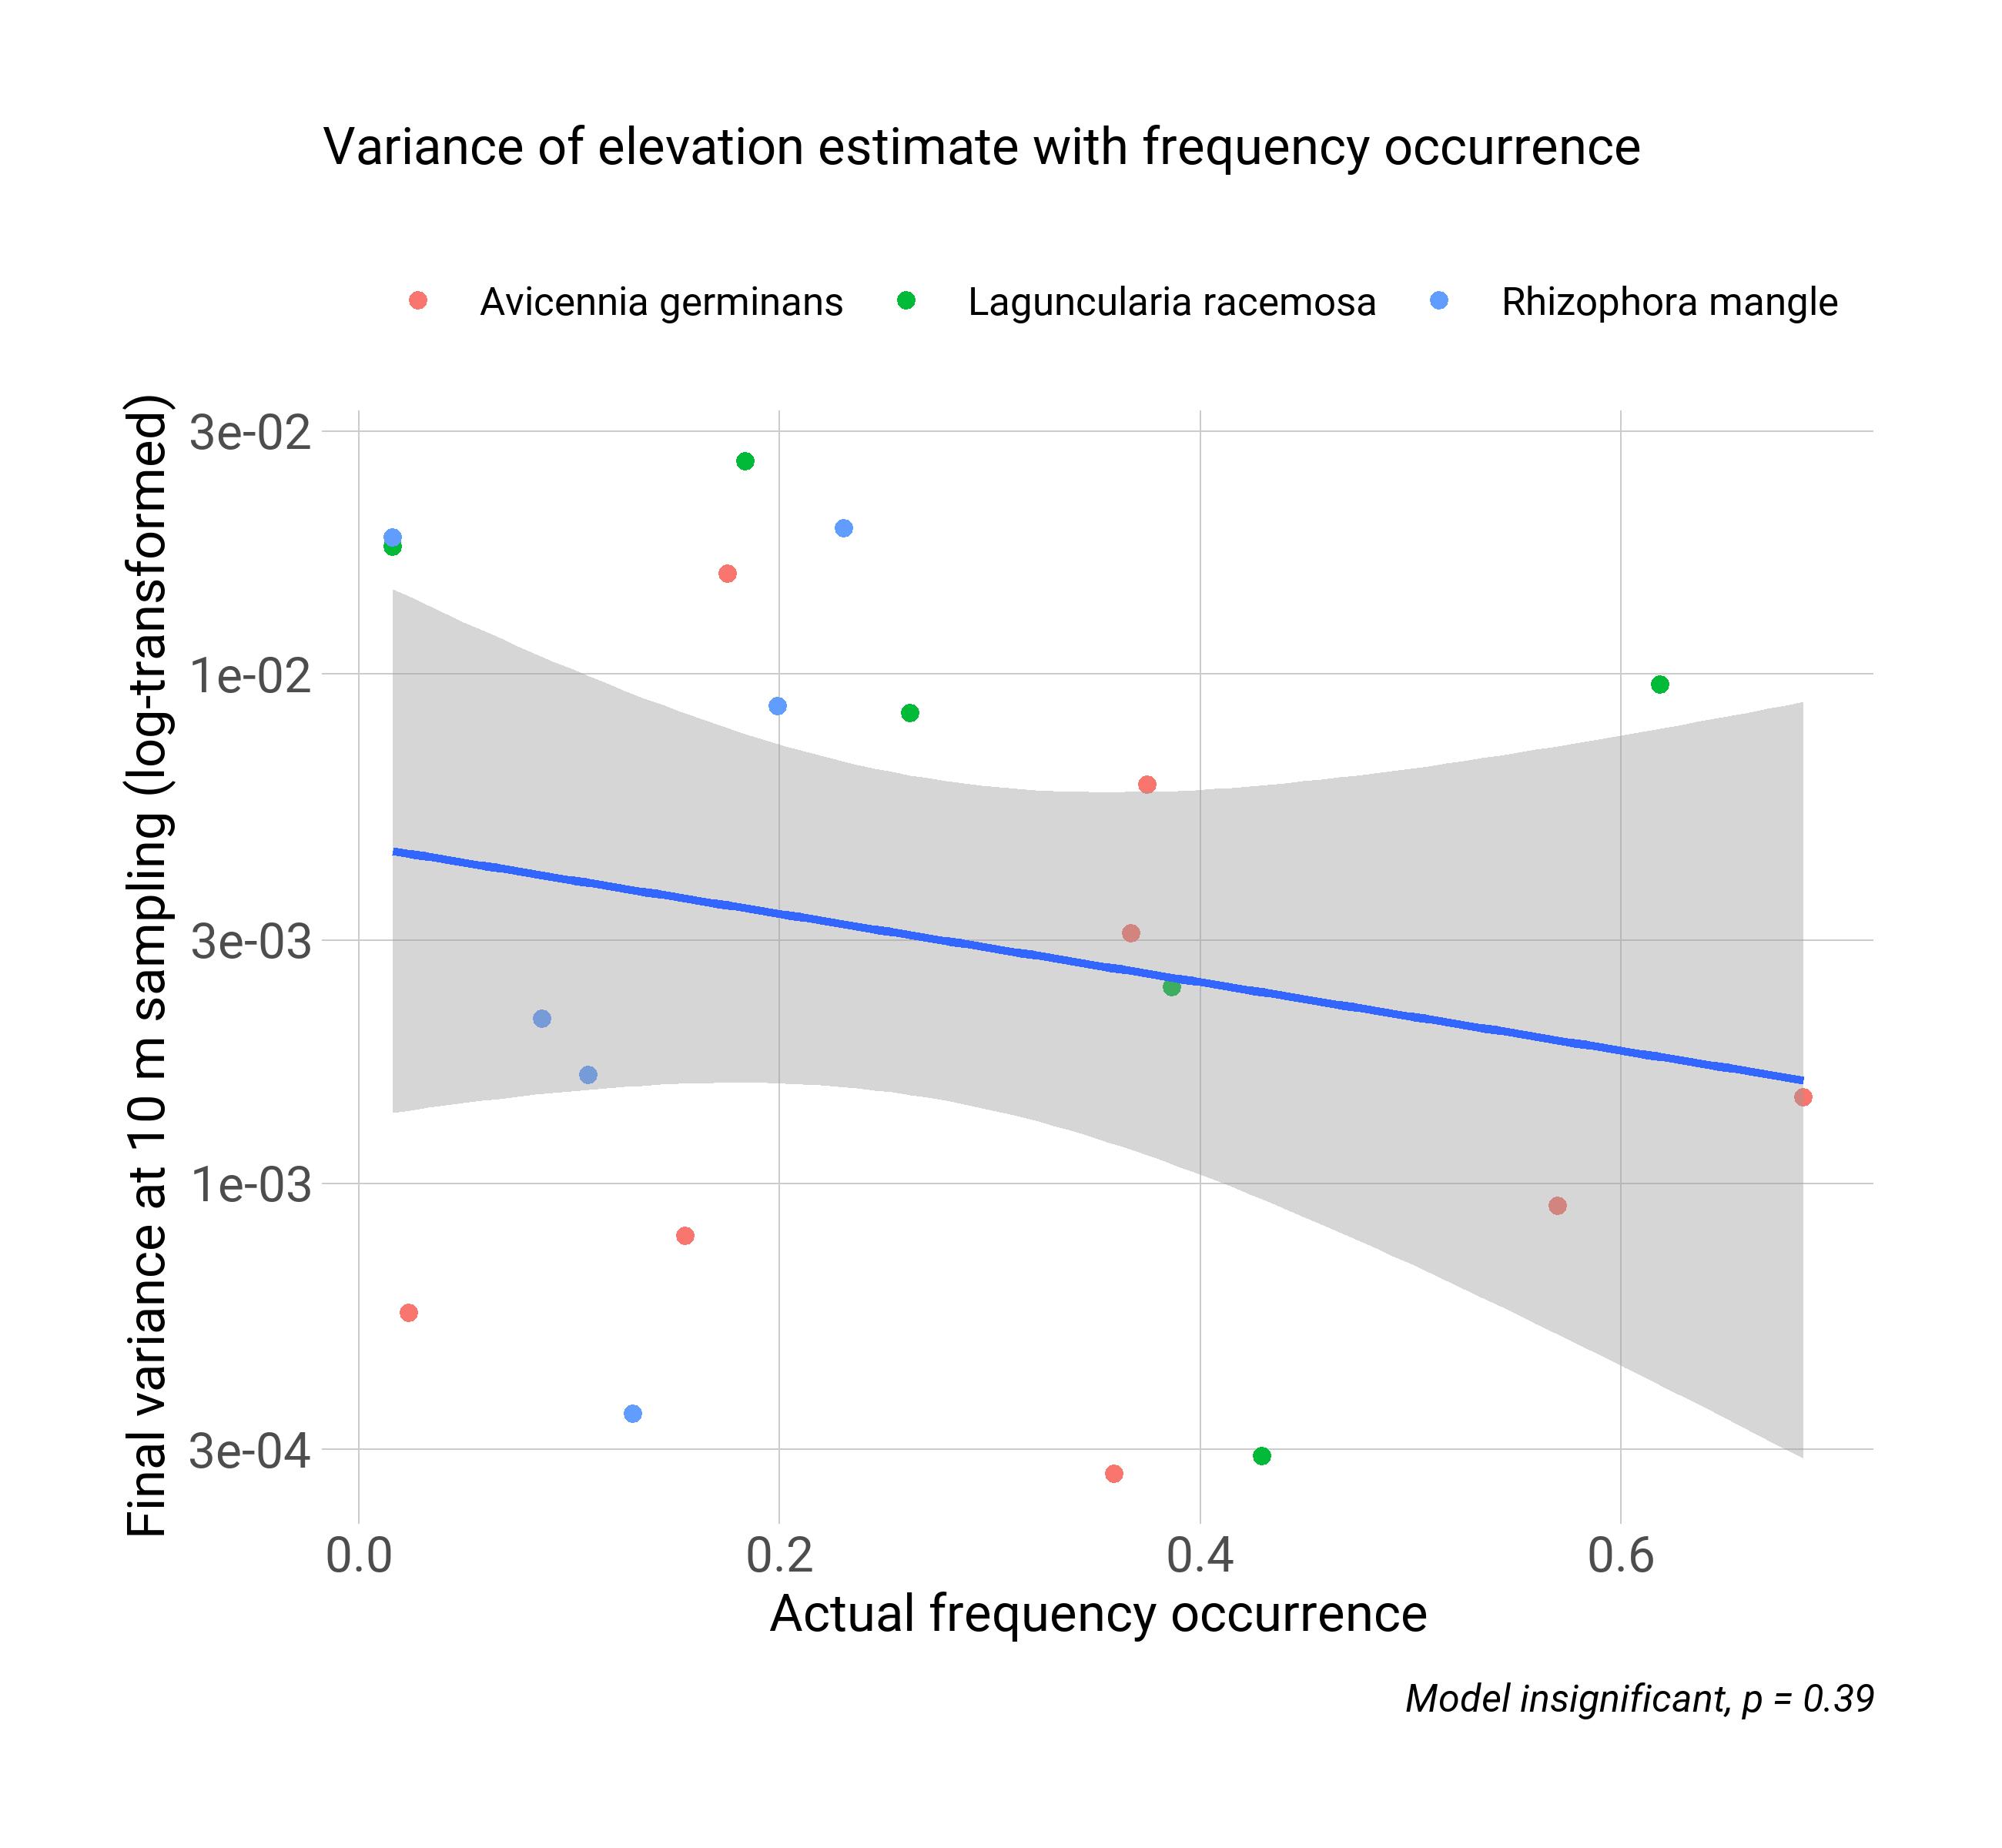 Variance of elevation estimate with frequency occurrence
Avicennia germinans Laguncularia racemosa Rhizophora mangle
Final variance at 10 m sampling (log-transformed)
3e-02
1e-02
3e-03
1e-03
3e-04
0.0 0.2 0.4 0.6
Actual frequency occurrence
Model insignificant, p = 0.39